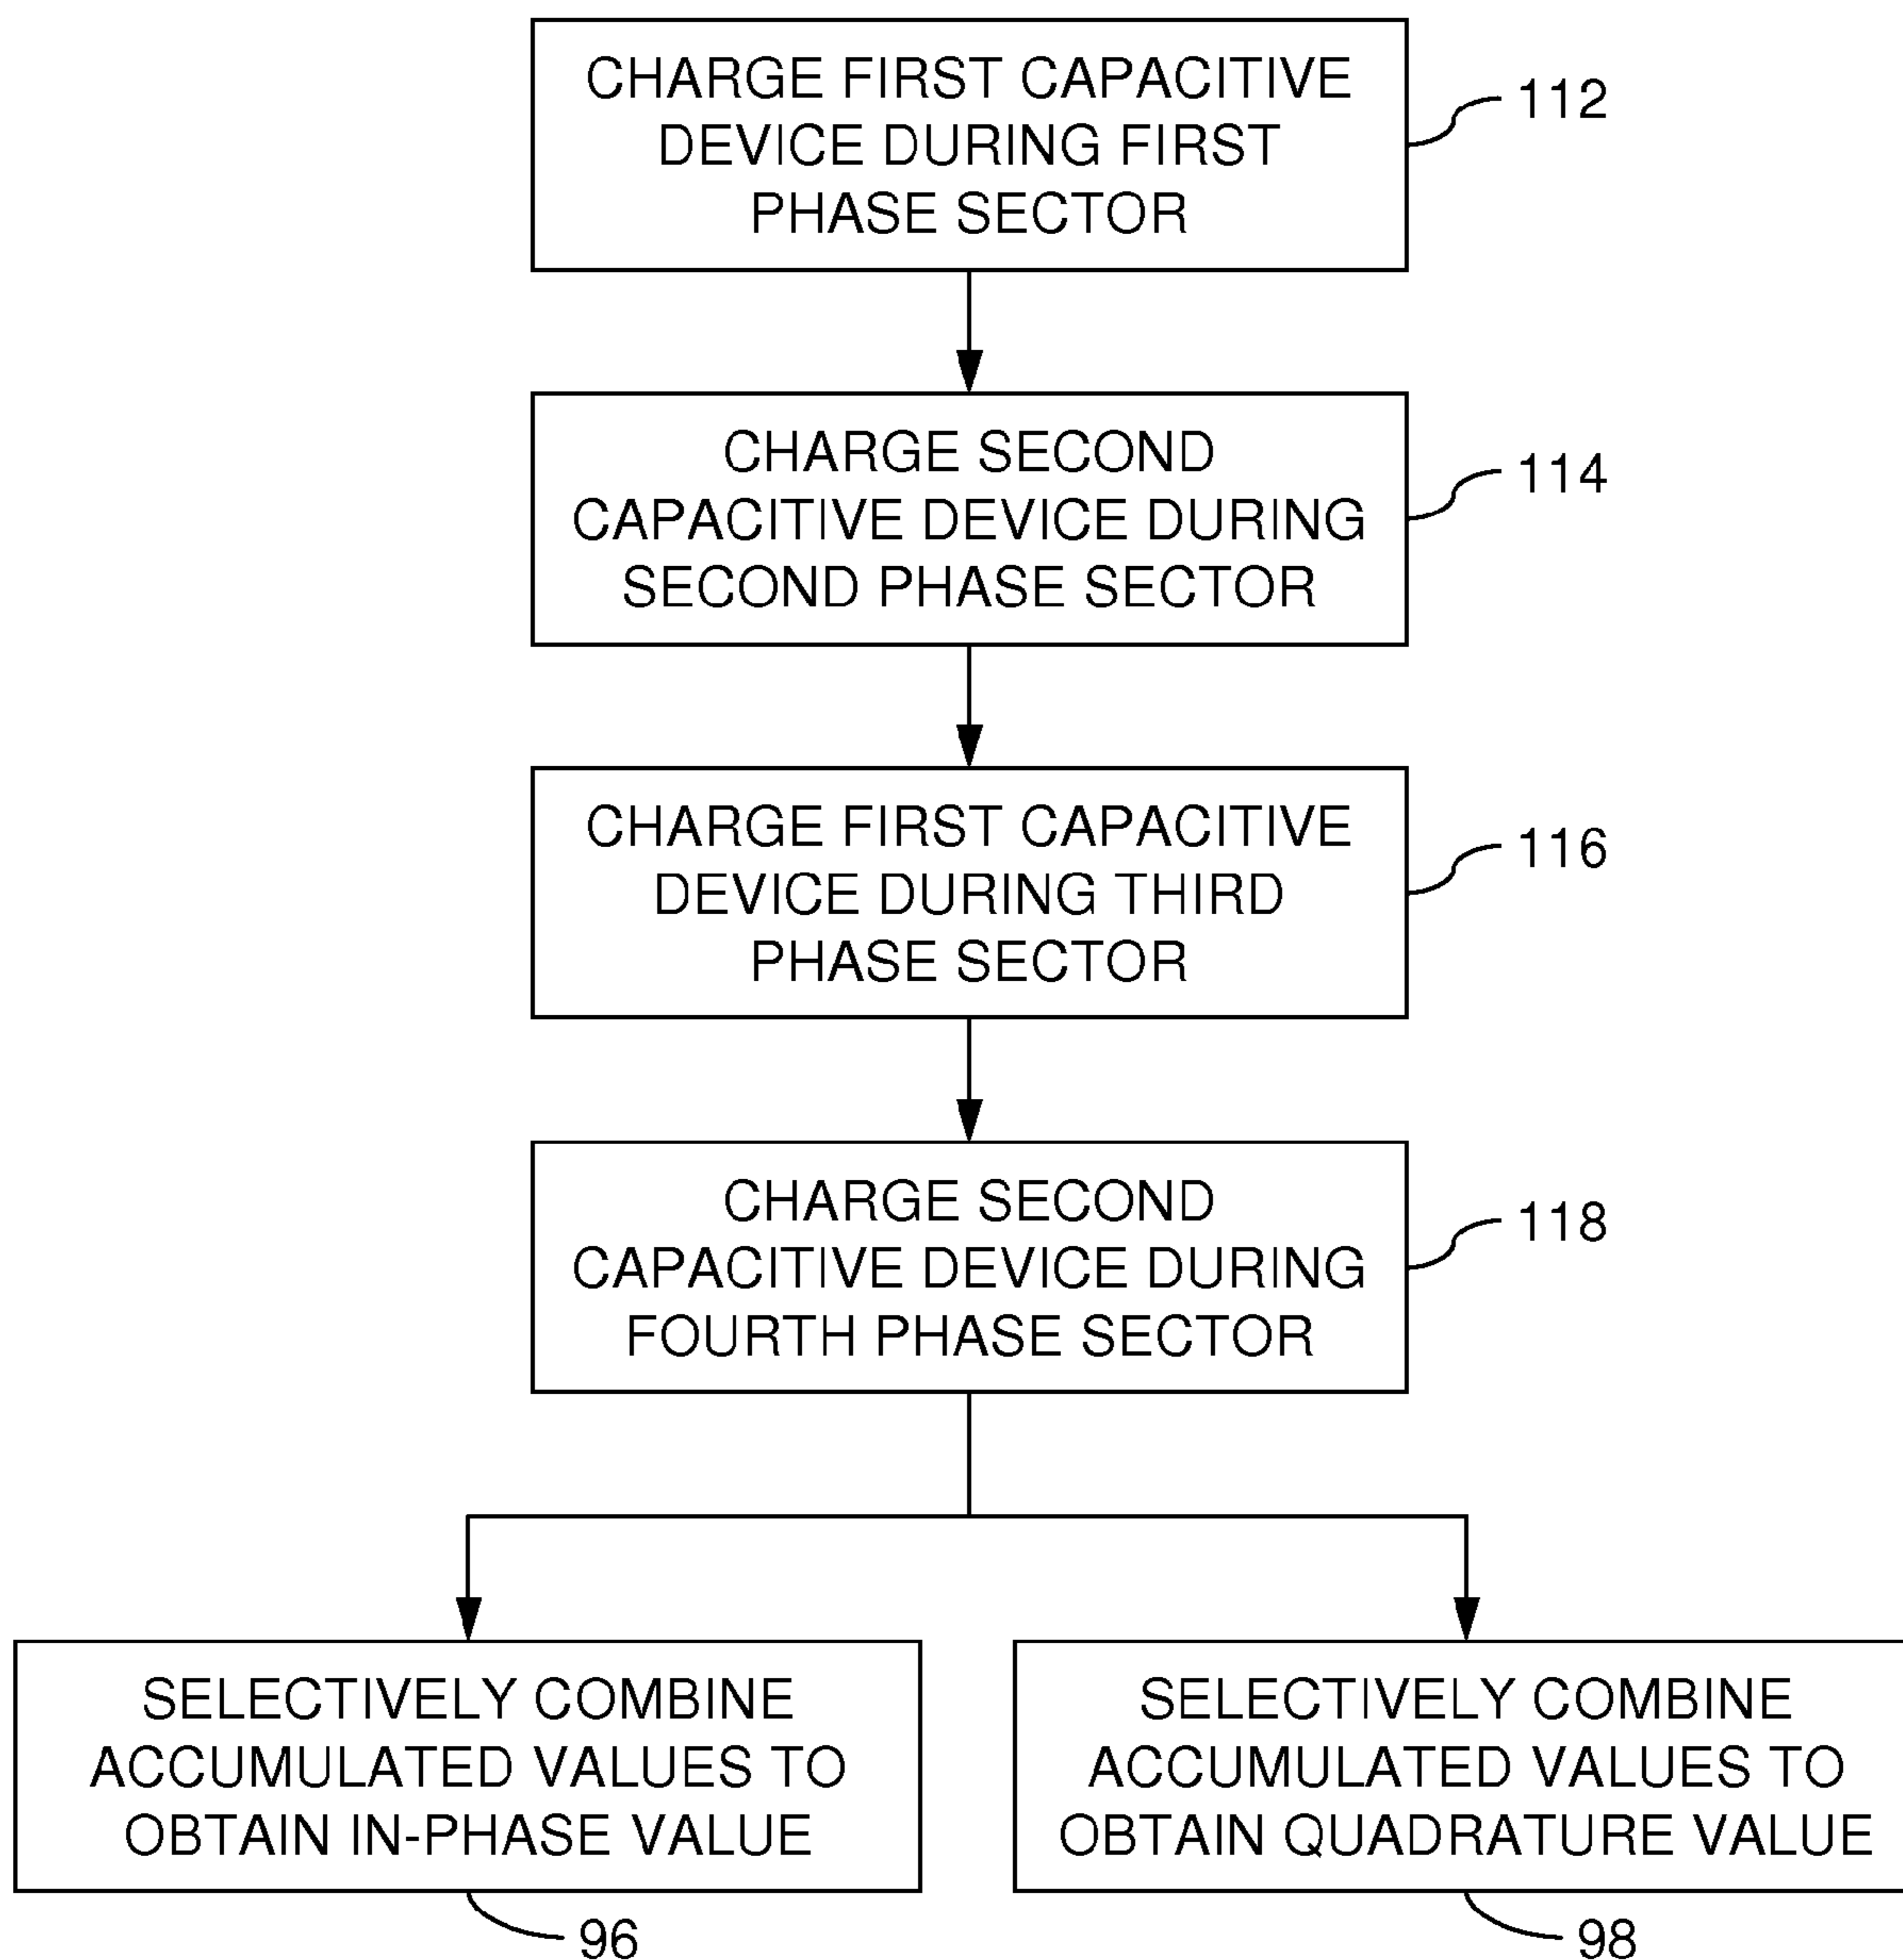 CHARGE FIRST CAPACITIVE
DEVICE DURING FIRST
PHASE SECTOR
112
CHARGE SECOND
CAPACITIVE DEVICE DURING
SECOND PHASE SECTOR
114
CHARGE FIRST CAPACITIVE
DEVICE DURING THIRD
PHASE SECTOR
116
CHARGE SECOND
CAPACITIVE DEVICE DURING
FOURTH PHASE SECTOR
118
SELECTIVELY COMBINE
ACCUMULATED VALUES TO
OBTAIN IN-PHASE VALUE
96
SELECTIVELY COMBINE
ACCUMULATED VALUES TO
OBTAIN QUADRATURE VALUE
98